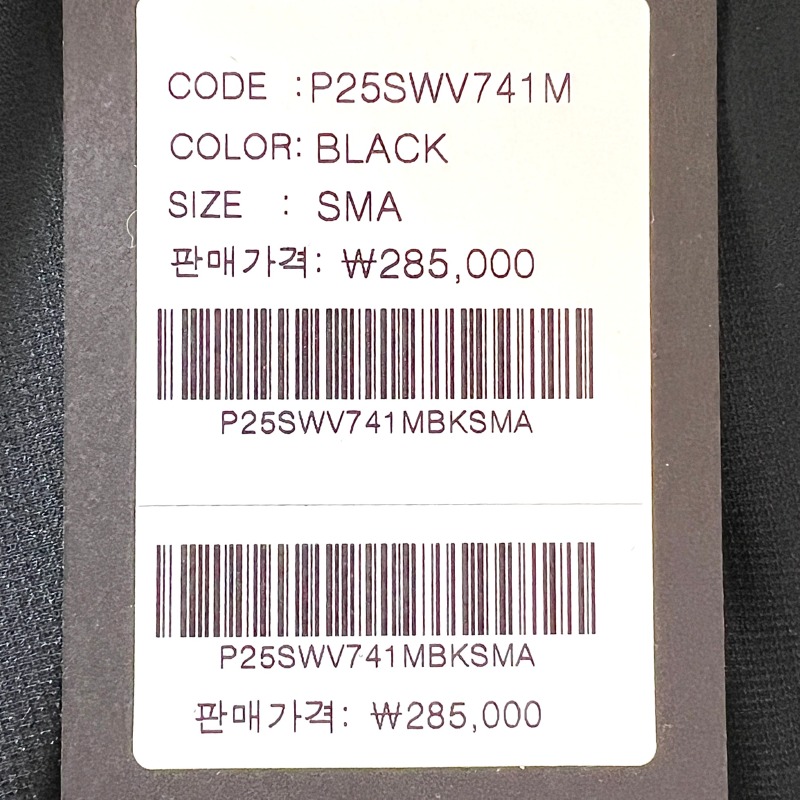 CODE :P25SWV741M
COLOR: BLACK
SIZE : SMA
판매가격: ₩285,000
P25SWV741MBKSMA
P25SWV741MBKSMA
판매가격: ₩285,000